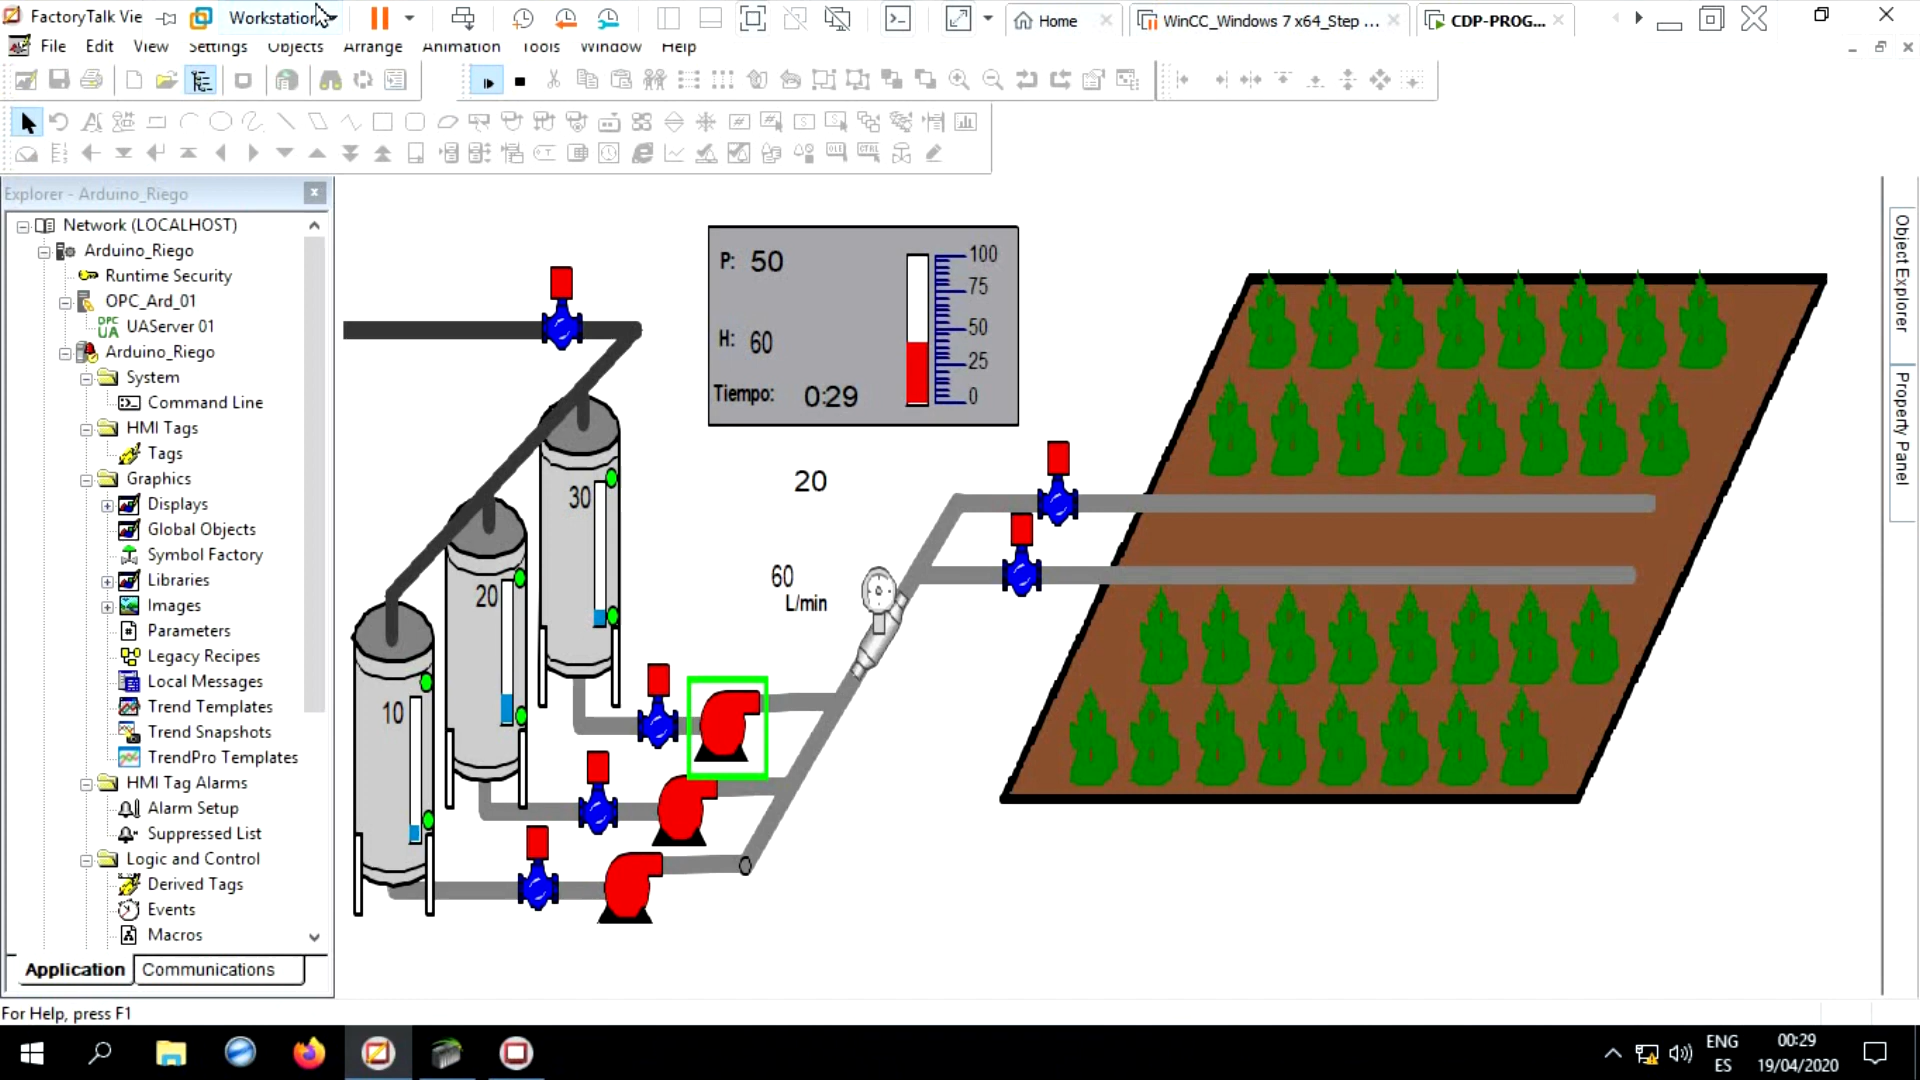 FactoryTalk Vie
Workstation
Home
WinCC_Windows 7 x64_Step ...
CDP-PROG...
File Edit View Settings Objects Arrange Animation Tools Window Help
Explorer - Arduino_Riego
Network (LOCALHOST)
Arduino_Riego
Runtime Security
OPC_Ard_01
OPC UA UAServer 01
Arduino_Riego
System
Command Line
HMI Tags
Tags
Graphics
Displays
Global Objects
Symbol Factory
Libraries
Images
Parameters
Legacy Recipes
Local Messages
Trend Templates
Trend Snapshots
TrendPro Templates
HMI Tag Alarms
Alarm Setup
Suppressed List
Logic and Control
Derived Tags
Events
Macros
Application Communications
For Help, press F1
P: 50
H: 60
Tiempo: 0:29
100
75
50
25
0
20
60
L/min
30
20
10
Object Explorer
Property Panel
ENG
ES
00:29
19/04/2020